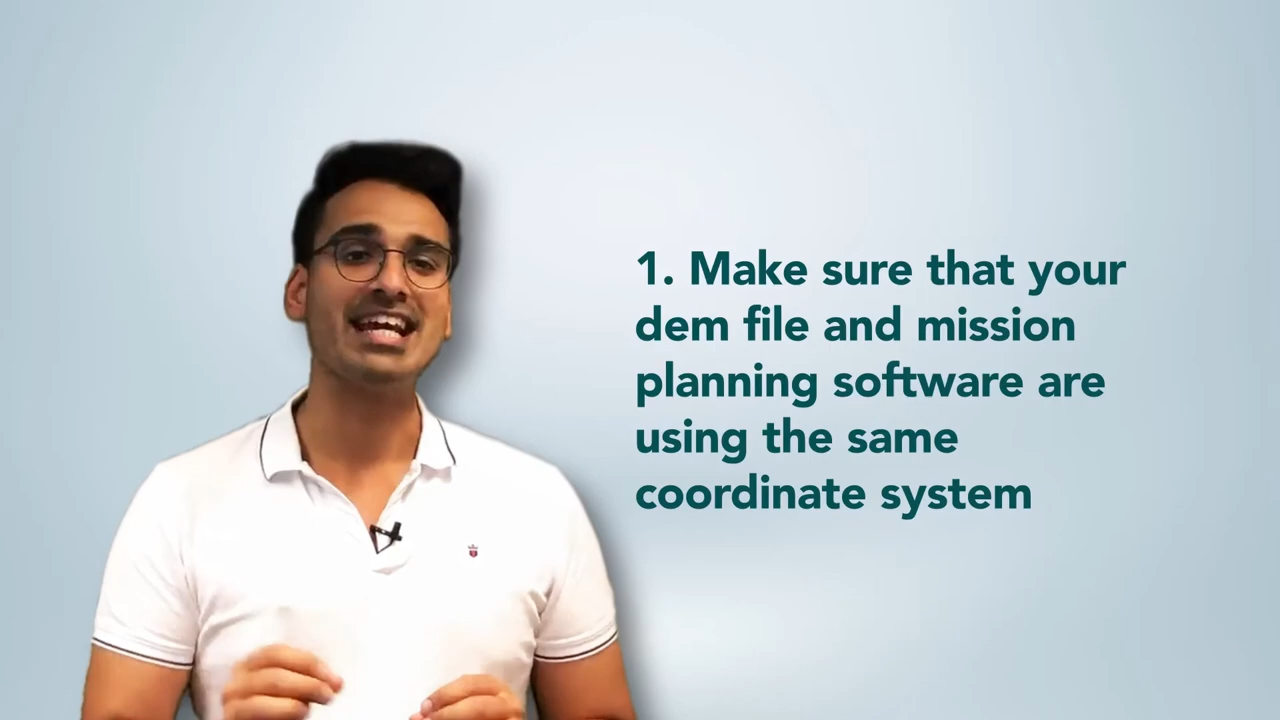 1. Make sure that your
dem file and mission
planning software are
using the same
coordinate system